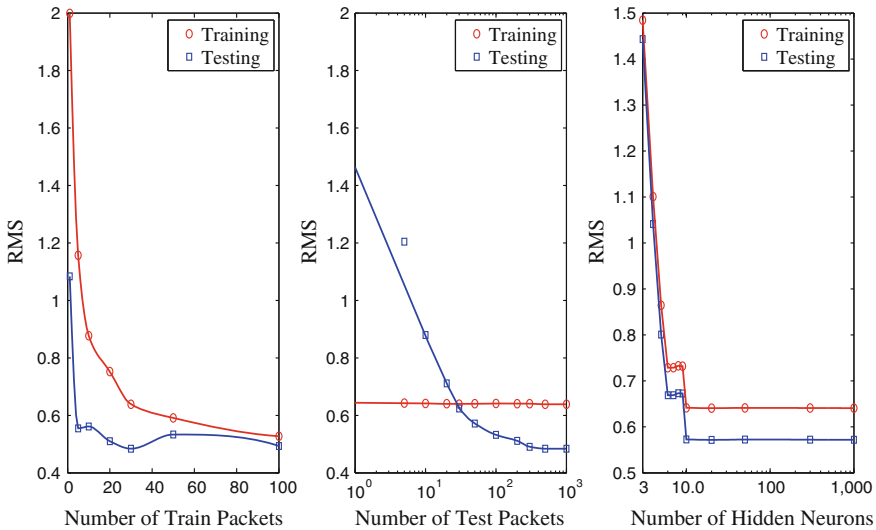 2
1.8
1.6
1.4
1.2
1
0.8
0.6
0.4
RMS
0 20 40 60 80 100
Number of Train Packets
Training
Testing
2
1.8
1.6
1.4
1.2
1
0.8
0.6
0.4
RMS
10^0 10^1 10^2 10^3
Number of Test Packets
Training
Testing
1.5
1.4
1.3
1.2
1.1
1
0.9
0.8
0.7
0.6
0.5
RMS
3 10.0 100 1,000
Number of Hidden Neurons
Training
Testing